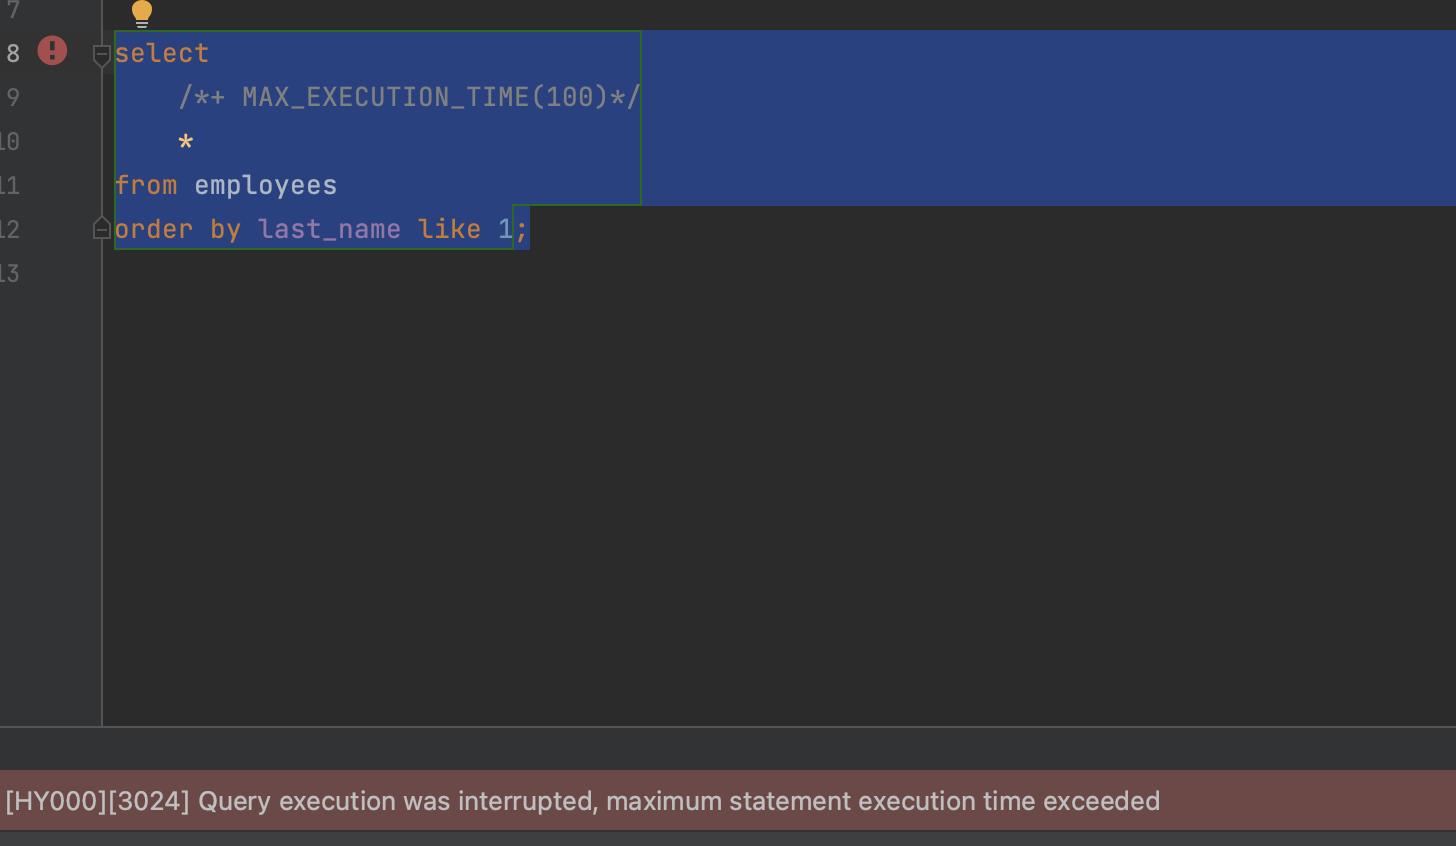 7
8 select
9 /*+ MAX_EXECUTION_TIME(100)*/
10 *
11 from employees
12 order by last_name like 1;
13
[HY000][3024] Query execution was interrupted, maximum statement execution time exceeded